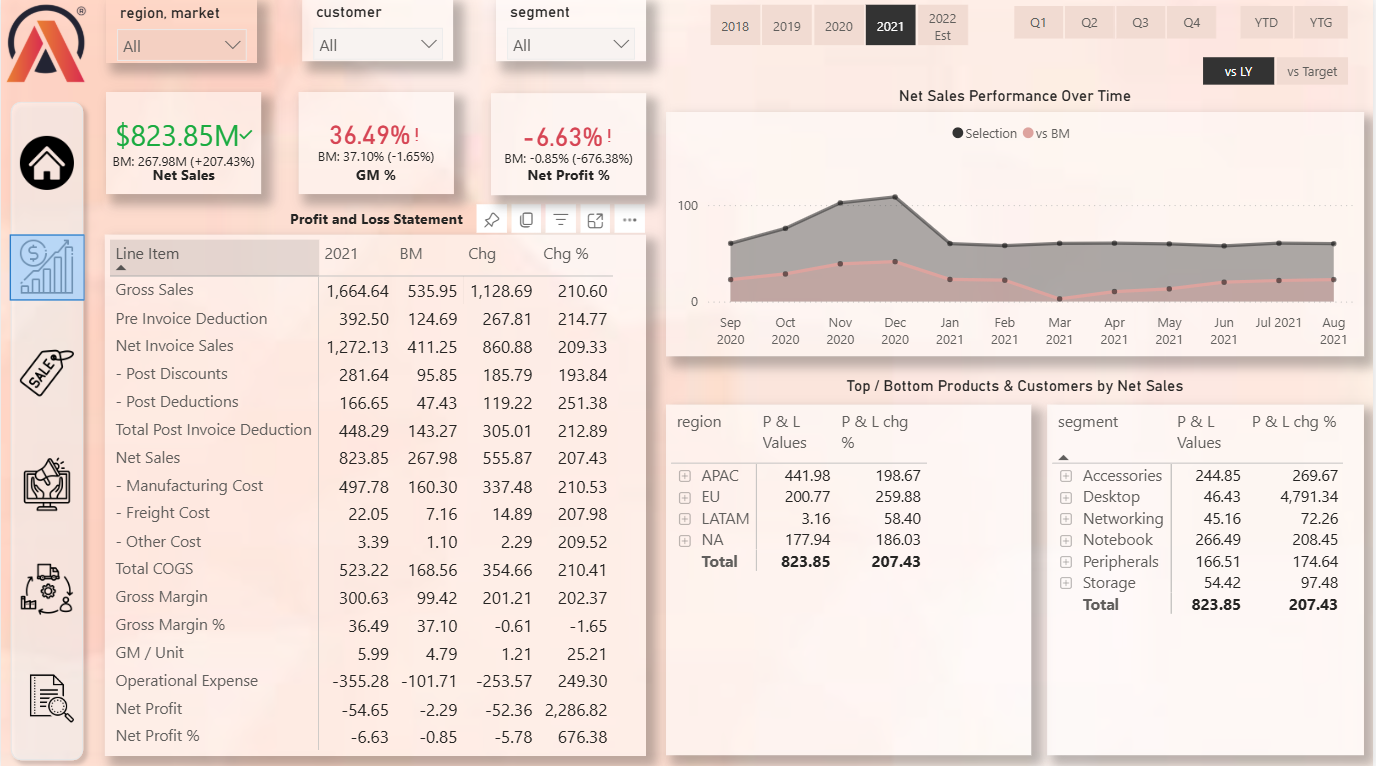 ®
region, market
All
customer
All
segment
All
2018 2019 2020 2021 2022
Est
Q1 Q2 Q3 Q4 YTD YTG
vs LY vs Target
$823.85M
BM: 267.98M (+207.43%)
Net Sales
36.49% !
BM: 37.10% (-1.65%)
GM %
-6.63% !
BM: -0.85% (-676.38%)
Net Profit %
Net Sales Performance Over Time
Selection vs BM
100
0
Sep Oct Nov Dec Jan Feb Mar Apr May Jun Jul 2021 Aug
2020 2020 2020 2020 2021 2021 2021 2021 2021 2021 2021
SALE
Profit and Loss Statement
Line Item 2021 BM Chg Chg %
Gross Sales 1,664.64 535.95 1,128.69 210.60
Pre Invoice Deduction 392.50 124.69 267.81 214.77
Net Invoice Sales 1,272.13 411.25 860.88 209.33
- Post Discounts 281.64 95.85 185.79 193.84
- Post Deductions 166.65 47.43 119.22 251.38
Total Post Invoice Deduction 448.29 143.27 305.01 212.89
Net Sales 823.85 267.98 555.87 207.43
- Manufacturing Cost 497.78 160.30 337.48 210.53
- Freight Cost 22.05 7.16 14.89 207.98
- Other Cost 3.39 1.10 2.29 209.52
Total COGS 523.22 168.56 354.66 210.41
Gross Margin 300.63 99.42 201.21 202.37
Gross Margin % 36.49 37.10 -0.61 -1.65
GM / Unit 5.99 4.79 1.21 25.21
Operational Expense -355.28 -101.71 -253.57 249.30
Net Profit -54.65 -2.29 -52.36 2,286.82
Net Profit % -6.63 -0.85 -5.78 676.38
Top / Bottom Products & Customers by Net Sales
region P & L P & L chg
Values %
APAC 441.98 198.67
EU 200.77 259.88
LATAM 3.16 58.40
NA 177.94 186.03
Total 823.85 207.43
segment P & L P & L chg %
Values
Accessories 244.85 269.67
Desktop 46.43 4,791.34
Networking 45.16 72.26
Notebook 266.49 208.45
Peripherals 166.51 174.64
Storage 54.42 97.48
Total 823.85 207.43